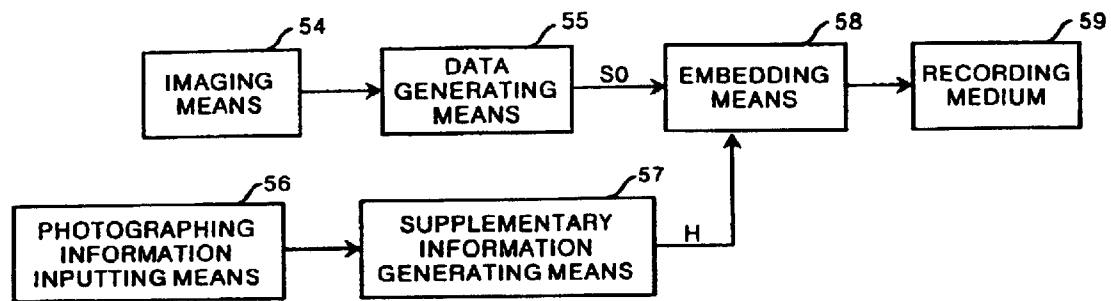 54
IMAGING
MEANS
55
DATA
GENERATING
MEANS
S0
58
EMBEDDING
MEANS
59
RECORDING
MEDIUM
56
PHOTOGRAPHING
INFORMATION
INPUTTING MEANS
57
SUPPLEMENTARY
INFORMATION
GENERATING MEANS
H